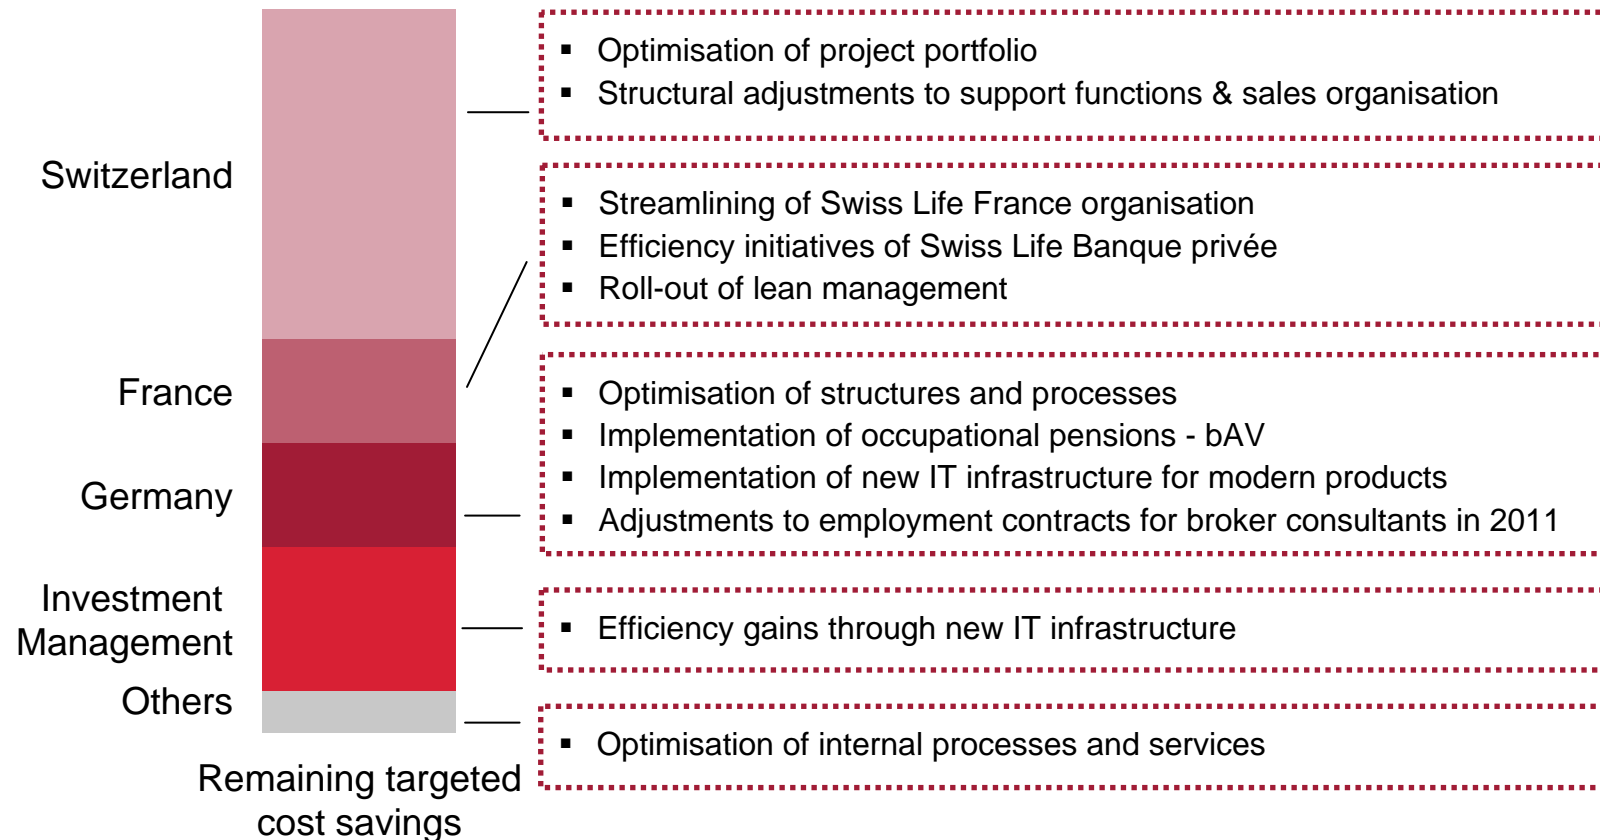 Switzerland
▪ Optimisation of project portfolio
▪ Structural adjustments to support functions & sales organisation
France
▪ Streamlining of Swiss Life France organisation
▪ Efficiency initiatives of Swiss Life Banque privée
▪ Roll-out of lean management
Germany
▪ Optimisation of structures and processes
▪ Implementation of occupational pensions - bAV
▪ Implementation of new IT infrastructure for modern products
▪ Adjustments to employment contracts for broker consultants in 2011
Investment
Management
▪ Efficiency gains through new IT infrastructure
Others
▪ Optimisation of internal processes and services
Remaining targeted
cost savings